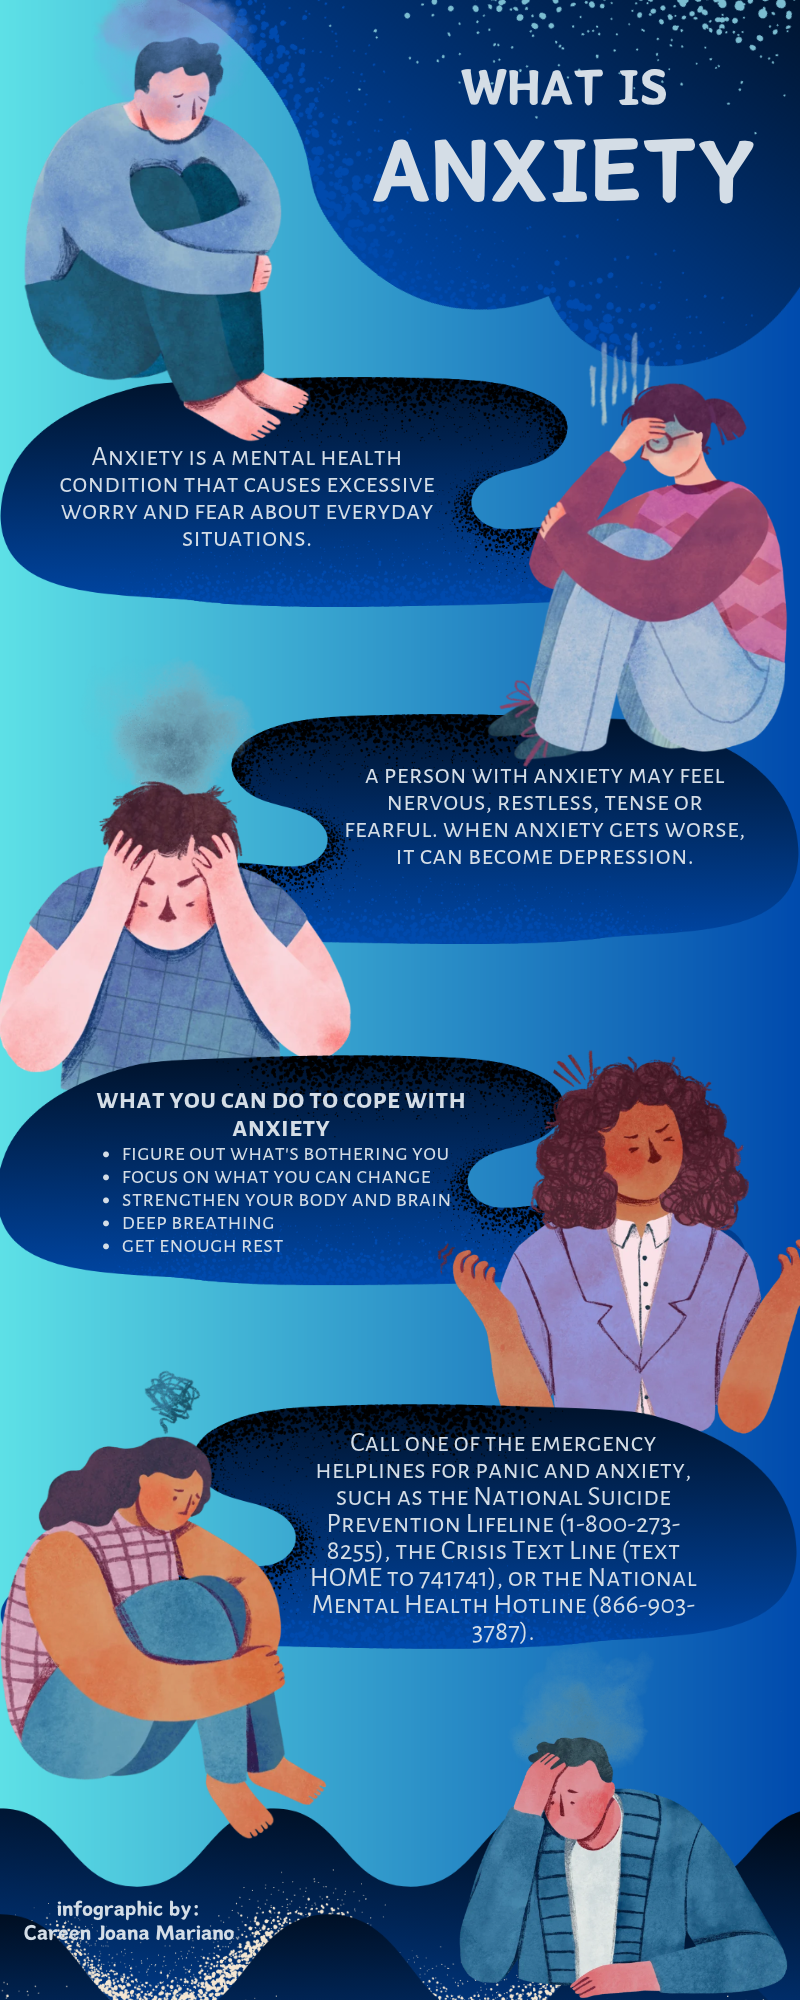 WHAT IS
ANXIETY
Anxiety is a mental health
condition that causes excessive
worry and fear about everyday
situations.
A person with anxiety may feel
nervous, restless, tense or
fearful. When anxiety gets worse,
it can become depression.
WHAT YOU CAN DO TO COPE WITH
ANXIETY
• FIGURE OUT WHAT'S BOTHERING YOU
• FOCUS ON WHAT YOU CAN CHANGE
• STRENGTHEN YOUR BODY AND BRAIN
• DEEP BREATHING
• GET ENOUGH REST
Call one of the emergency
helplines for panic and anxiety,
such as the National Suicide
Prevention Lifeline (1-800-273-
8255), the Crisis Text Line (text
HOME to 741741), or the National
Mental Health Hotline (866-903-
3787).
infographic by:
Careen Joana Mariano